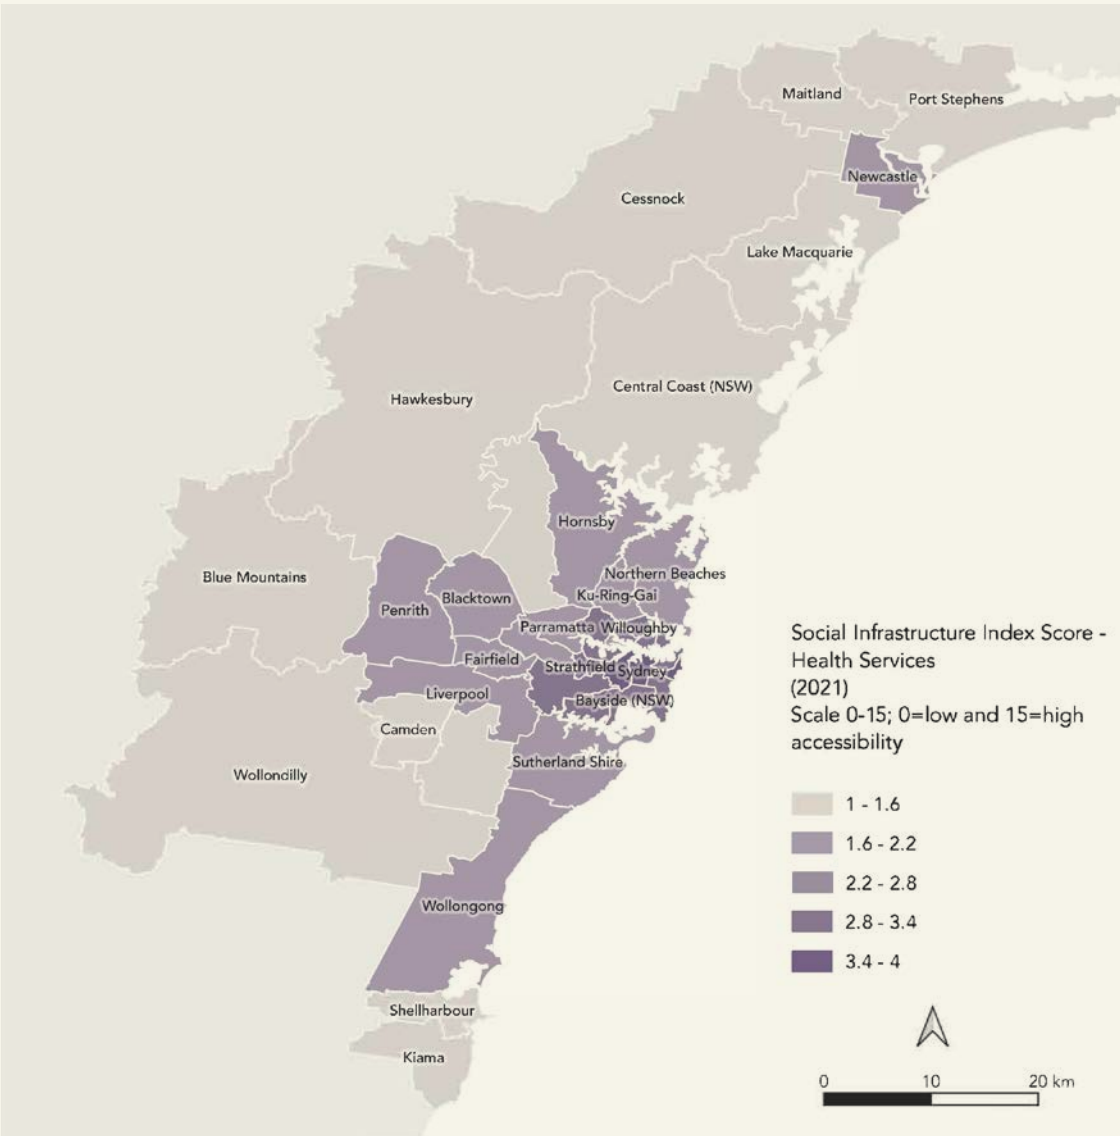 Maitland
Port Stephens
Newcastle
Cessnock
Lake Macquarie
Central Coast (NSW)
Hawkesbury
Hornsby
Northern Beaches
Blue Mountains
Ku-Ring-Gai
Blacktown
Penrith
Parramatta
Willoughby
Fairfield
Strathfield
Sydney
Liverpool
Bayside (NSW)
Camden
Sutherland Shire
Wollondilly
Wollongong
Shellharbour
Kiama
Social Infrastructure Index Score -
Health Services
(2021)
Scale 0-15; 0=low and 15=high
accessibility
1 - 1.6
1.6 - 2.2
2.2 - 2.8
2.8 - 3.4
3.4 - 4
0 10 20 km